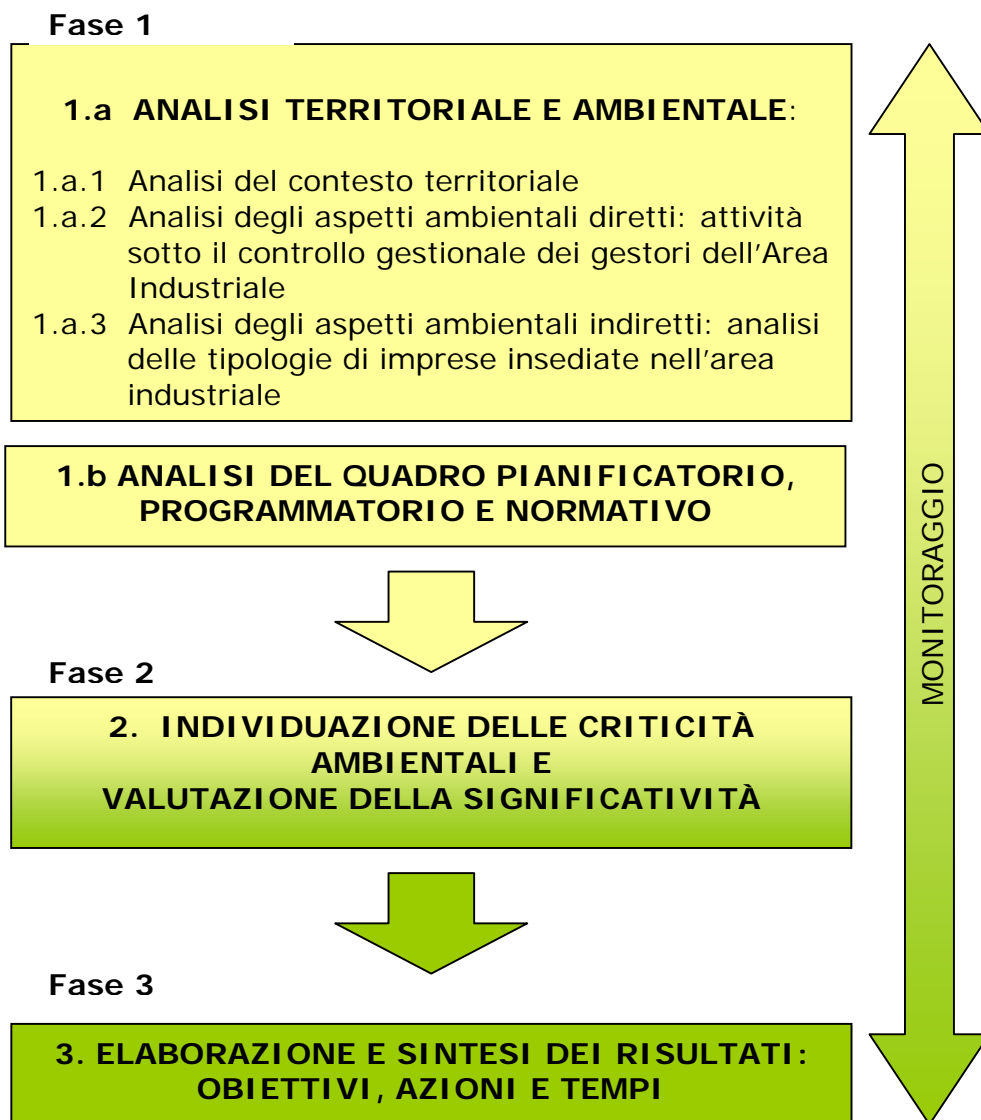 Fase 1
1.a ANALISI TERRITORIALE E AMBIENTALE:
1.a.1 Analisi del contesto territoriale
1.a.2 Analisi degli aspetti ambientali diretti: attività
sotto il controllo gestionale dei gestori dell'Area
Industriale
1.a.3 Analisi degli aspetti ambientali indiretti: analisi
delle tipologie di imprese insediate nell'area
industriale
1.b ANALISI DEL QUADRO PIANIFICATORIO,
PROGRAMMATORIO E NORMATIVO
Fase 2
2. INDIVIDUAZIONE DELLE CRITICITÀ
AMBIENTALI E
VALUTAZIONE DELLA SIGNIFICATIVITÀ
Fase 3
3. ELABORAZIONE E SINTESI DEI RISULTATI:
OBIETTIVI, AZIONI E TEMPI
MONITORAGGIO